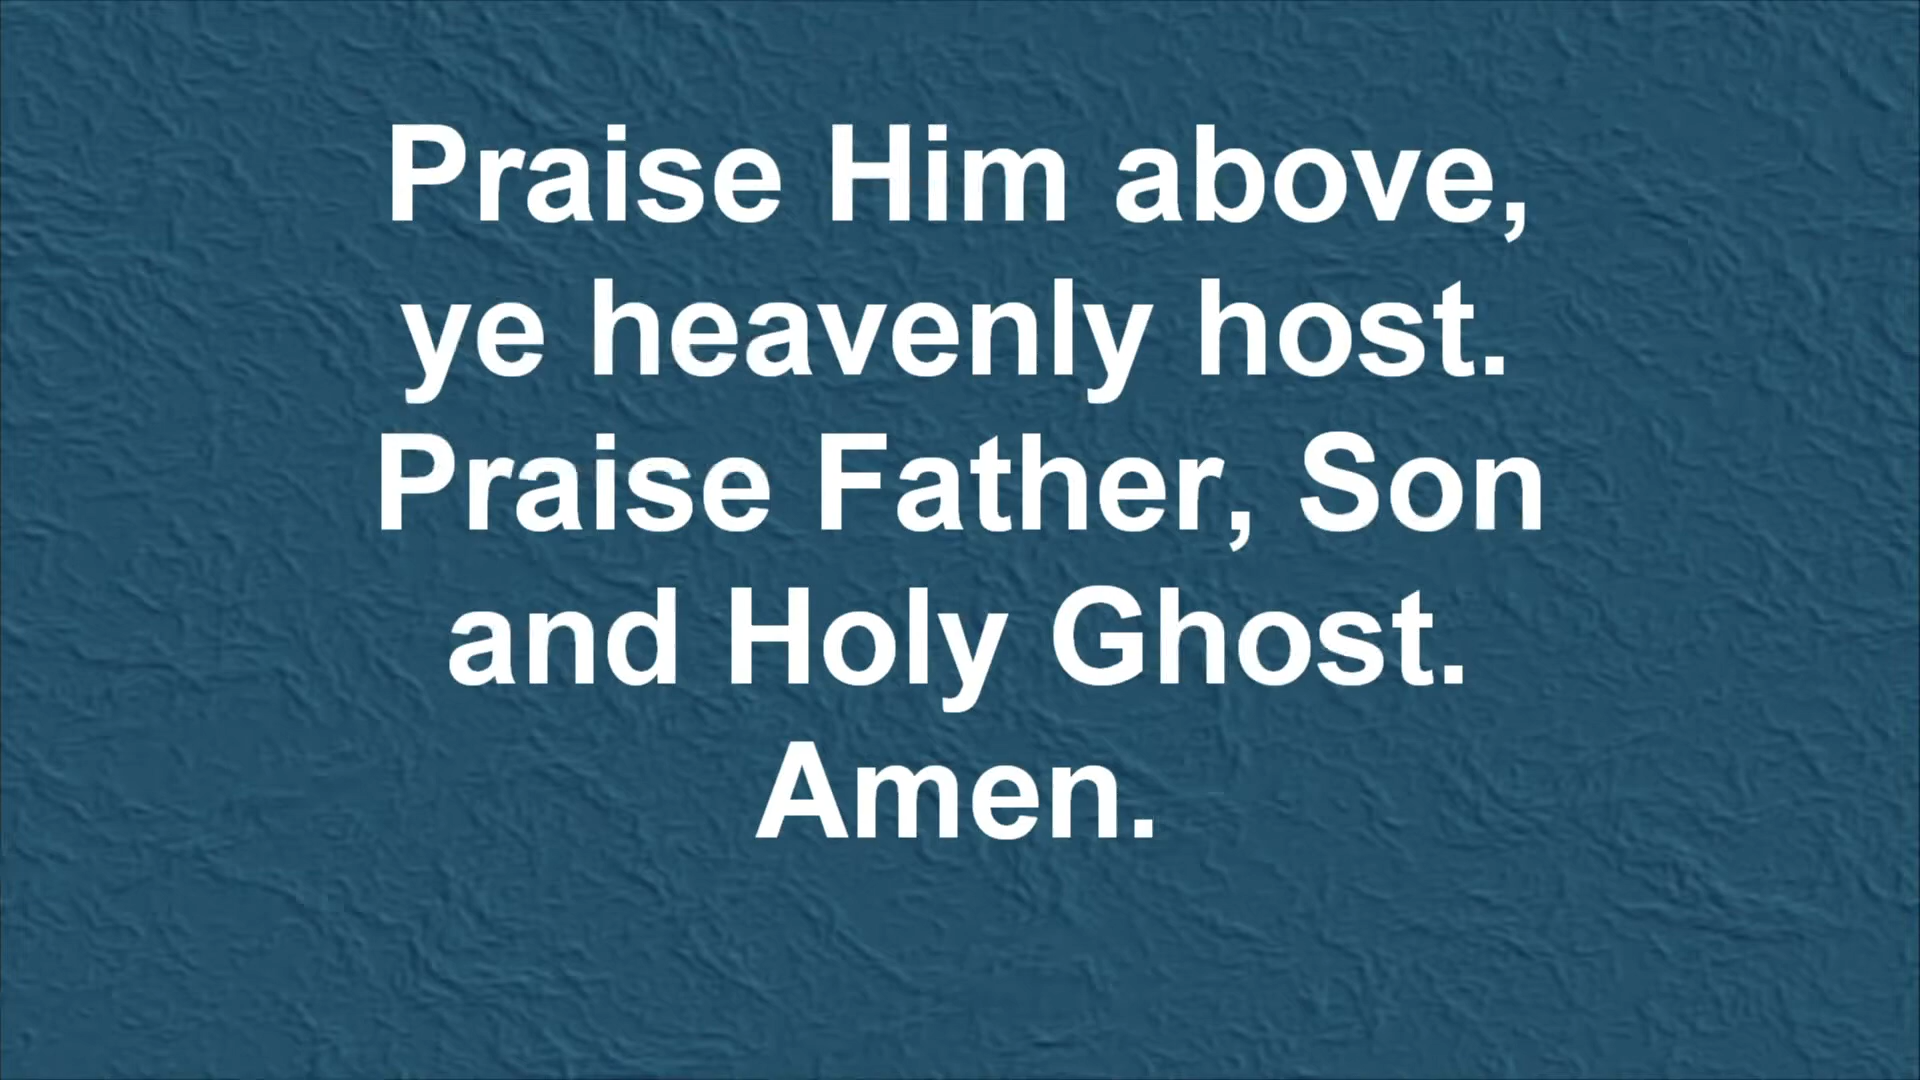 Praise Him above,
ye heavenly host.
Praise Father, Son
and Holy Ghost.
Amen.